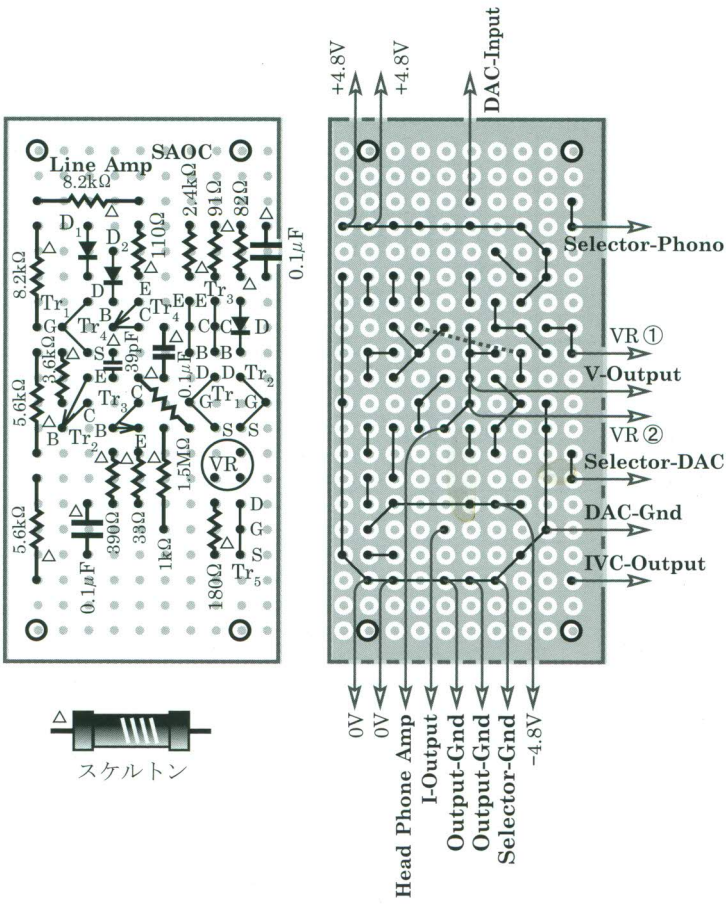 +4.8V
+4.8V
DAC-Input
Line Amp
SAOC
8.2kΩ
△
2.4kΩ
91Ω
82Ω
△
△
0.1μF
D1
D2
110Ω
△
△
8.2kΩ
△
Selector-Phono
D
E
E
E
Tr3
Tr1
Tr4
B
C
Tr4
C
C
D
G
VR①
S
39pF
△
B
B
3.6kΩ
△
E
C
0.1μF
D
D
Tr2
V-Output
5.6kΩ
△
C
Tr3
G
Tr1
G
B
Tr2
B
E
S
S
VR②
△
△
1.5MΩ
VR
Selector-DAC
5.6kΩ
△
△
390Ω
33Ω
1kΩ
D
G
S
DAC-Gnd
0.1μF
180Ω
△
Tr5
IVC-Output
0V
0V
Head Phone Amp
I-Output
Output-Gnd
Output-Gnd
Selector-Gnd
−4.8V
△
スケルトン